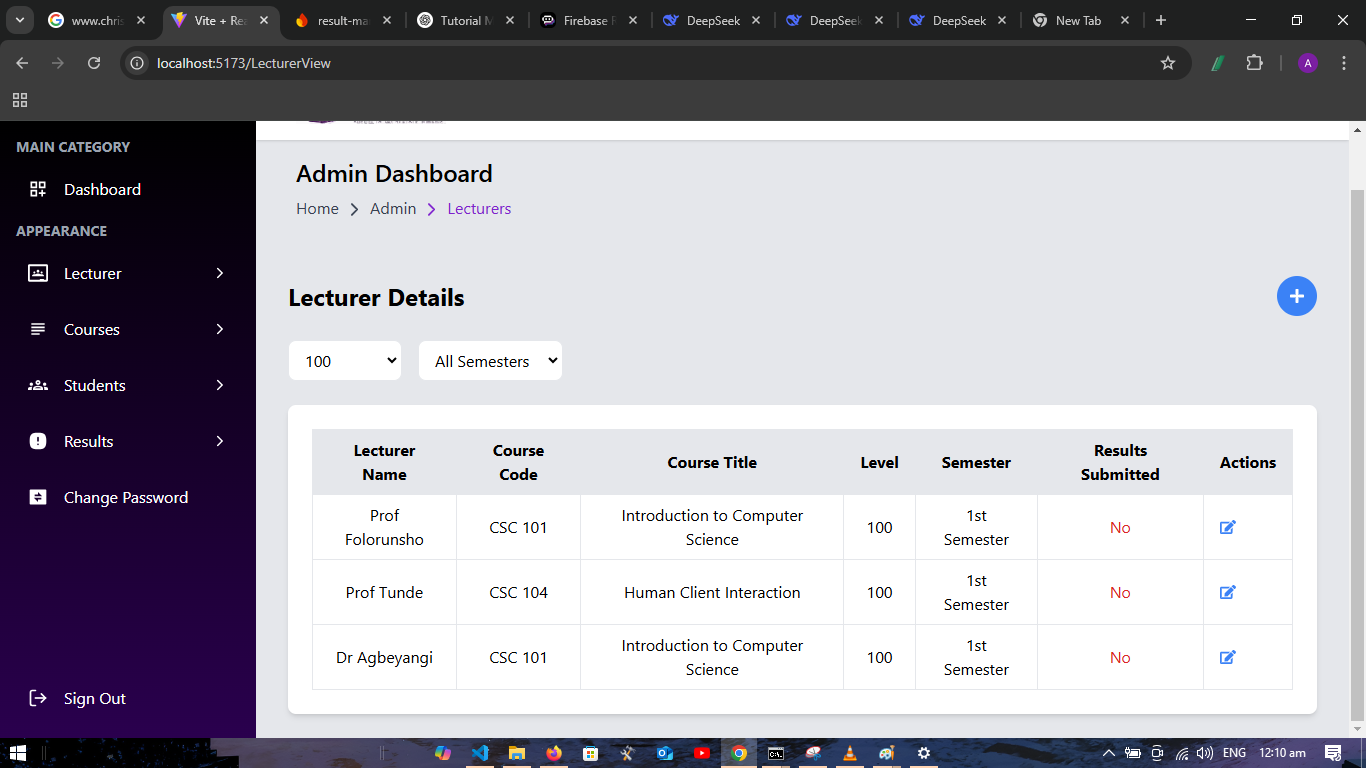 www.chris
Vite + Rea
result-ma
Tutorial M
Firebase R
DeepSeek
DeepSeek
DeepSeek
New Tab
localhost:5173/LecturerView
A
MAIN CATEGORY
Dashboard
APPEARANCE
Lecturer
Courses
Students
Results
Change Password
Sign Out
Admin Dashboard
Home > Admin > Lecturers
Lecturer Details
100 All Semesters
Lecturer Name Course Code Course Title Level Semester Results Submitted Actions
Prof Folorunsho CSC 101 Introduction to Computer Science 100 1st Semester No
Prof Tunde CSC 104 Human Client Interaction 100 1st Semester No
Dr Agbeyangi CSC 101 Introduction to Computer Science 100 1st Semester No
ENG 12:10 am